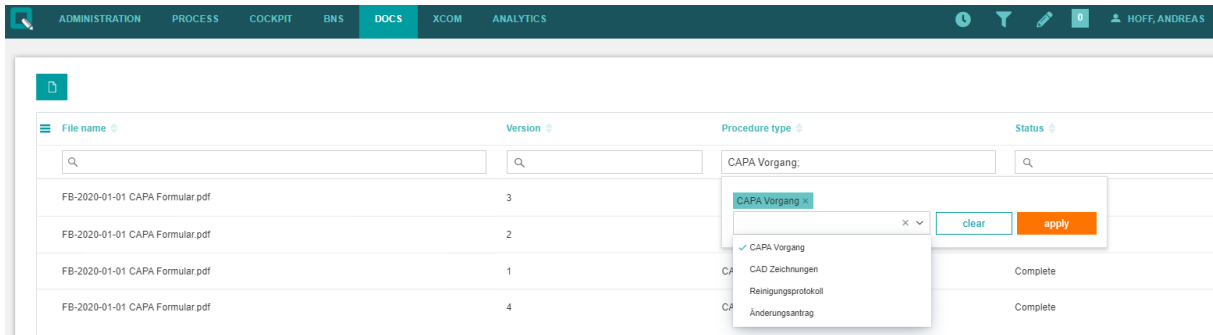 ADMINISTRATION PROCESS COCKPIT BNS DOCS XCOM ANALYTICS 0 HOFF, ANDREAS
File name Version Procedure type Status
CAPA Vorgang;
FB-2020-01-01 CAPA Formular.pdf 3
CAPA Vorgang ×
FB-2020-01-01 CAPA Formular.pdf 2
clear apply
CAPA Vorgang
FB-2020-01-01 CAPA Formular.pdf 1 CA Complete
CAD Zeichnungen
Reinigungsprotokoll
FB-2020-01-01 CAPA Formular.pdf 4 CA Complete
Änderungsantrag